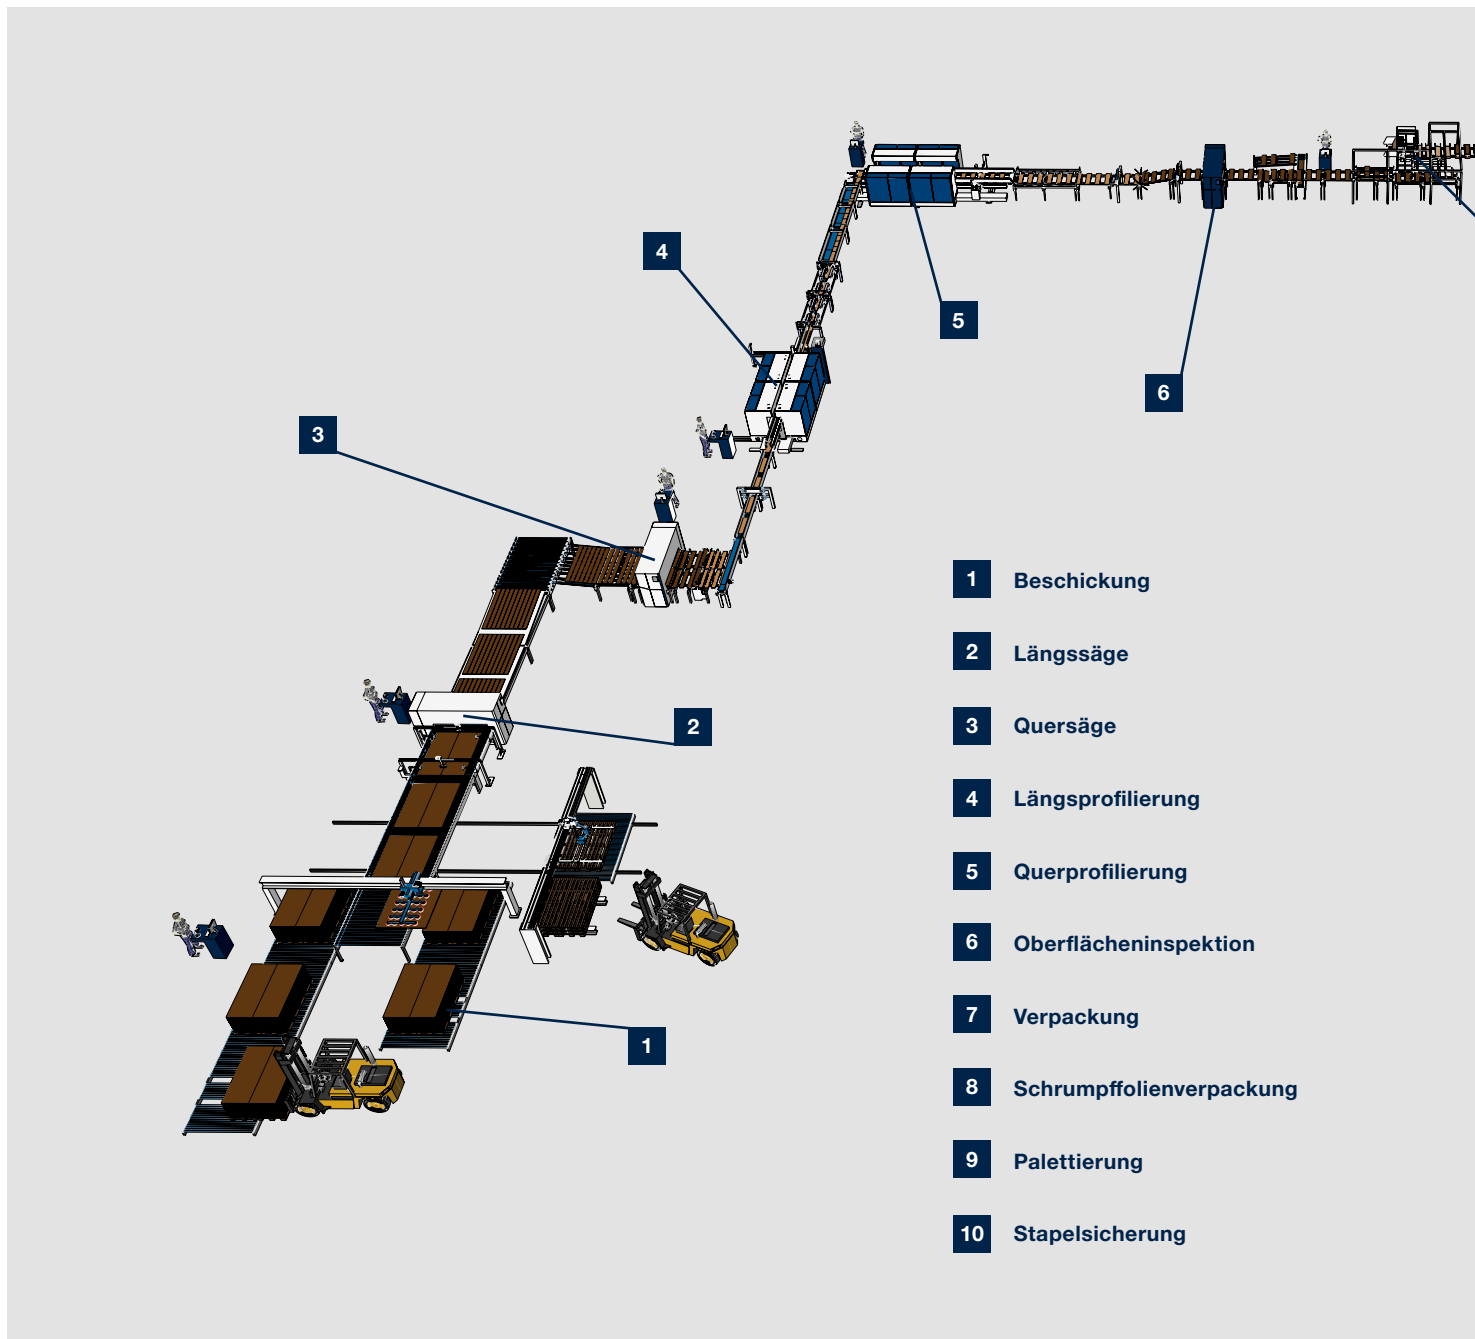 4
5
6
3
2
1
1 Beschickung
2 Längssäge
3 Quersäge
4 Längsprofilierung
5 Querprofilierung
6 Oberflächeninspektion
7 Verpackung
8 Schrumpffolienverpackung
9 Palettierung
10 Stapelsicherung